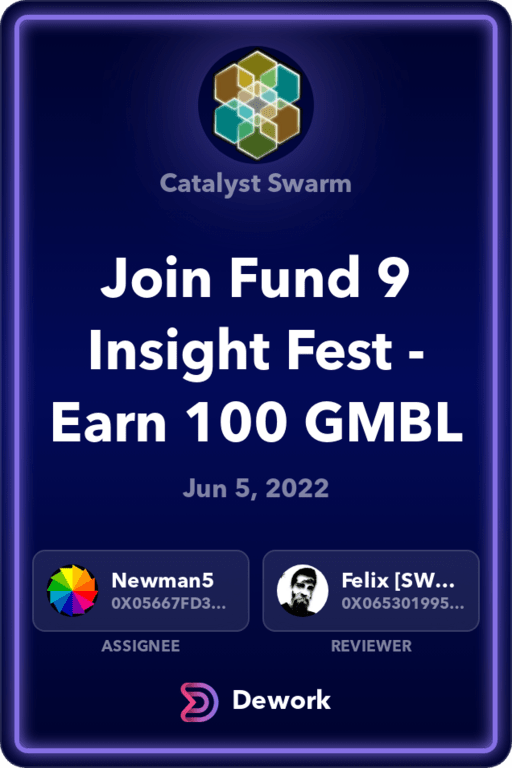 Catalyst Swarm
Join Fund 9
Insight Fest -
Earn 100 GMBL
Jun 5, 2022
Newman5
0X05667FD3...
Felix [SW...
0X065301995...
ASSIGNEE
REVIEWER
Dework